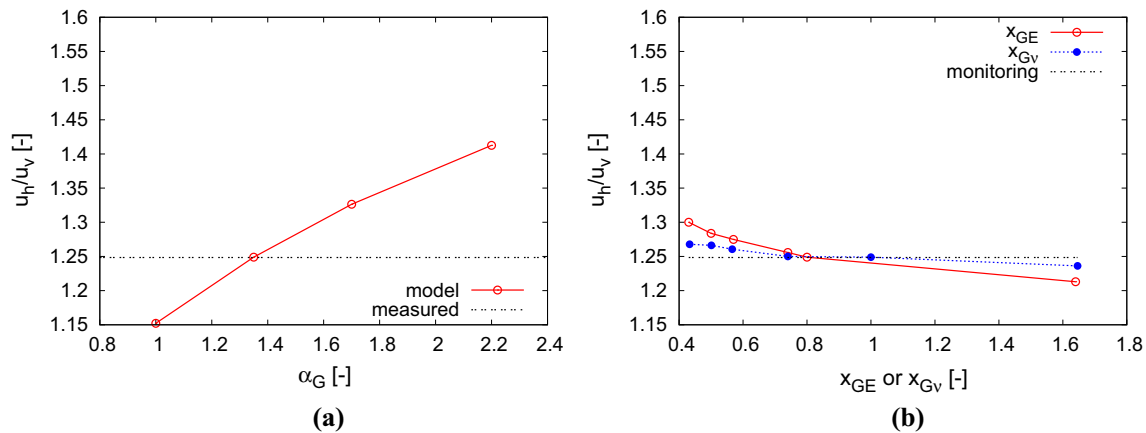 1.6
1.55
1.5
1.45
1.4
1.35
1.3
1.25
1.2
1.15
u_h/u_v [-]
model
measured
0.8 1 1.2 1.4 1.6 1.8 2 2.2 2.4
α_G [-]
(a)
1.6
1.55
1.5
1.45
1.4
1.35
1.3
1.25
1.2
1.15
u_h/u_v [-]
x_GE
x_Gν
monitoring
0.4 0.6 0.8 1 1.2 1.4 1.6 1.8
x_GE or x_Gν [-]
(b)